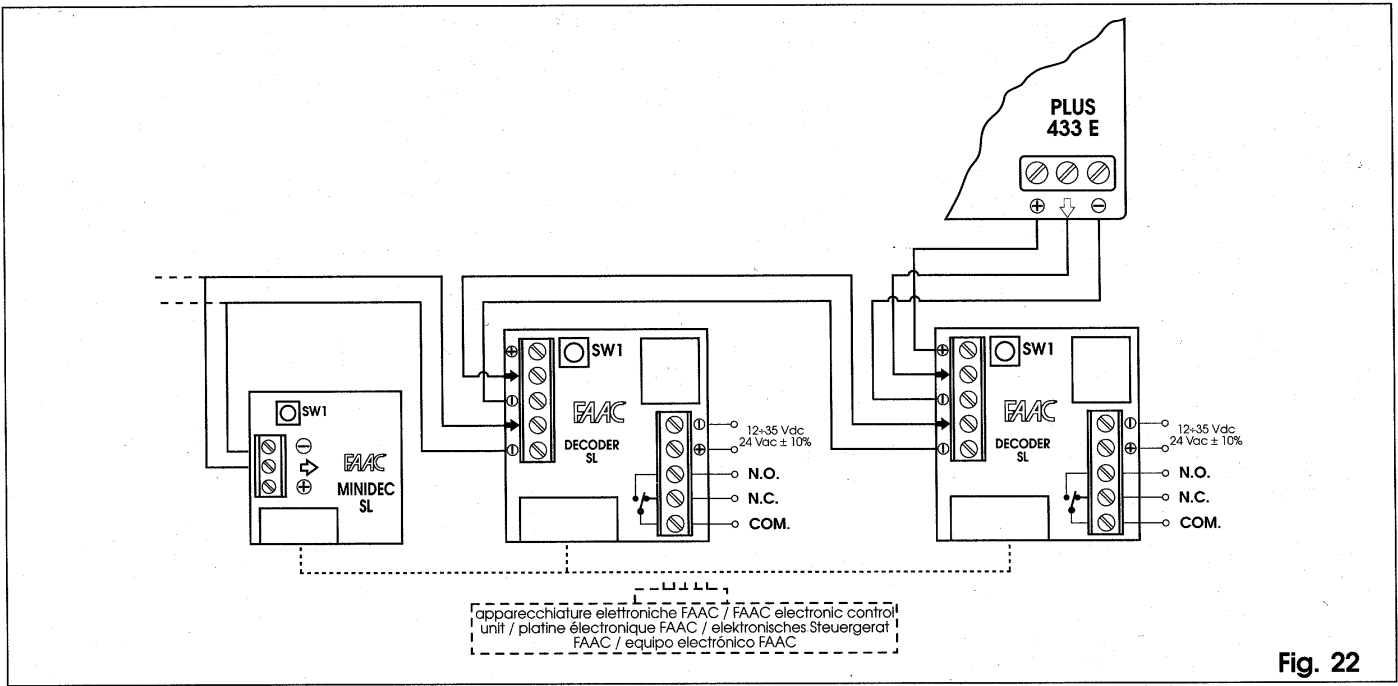 PLUS
433 E
SW1
FAAC
DECODER
SL
12÷35 Vdc
24 Vac ± 10%
N.O.
N.C.
COM.
SW1
FAAC
DECODER
SL
12÷35 Vdc
24 Vac ± 10%
N.O.
N.C.
COM.
SW1
FAAC
MINIDEC
SL
apparecchiature elettroniche FAAC / FAAC electronic control
unit / platine électronique FAAC / elektronisches Steuergerat
FAAC / equipo electrónico FAAC
Fig. 22